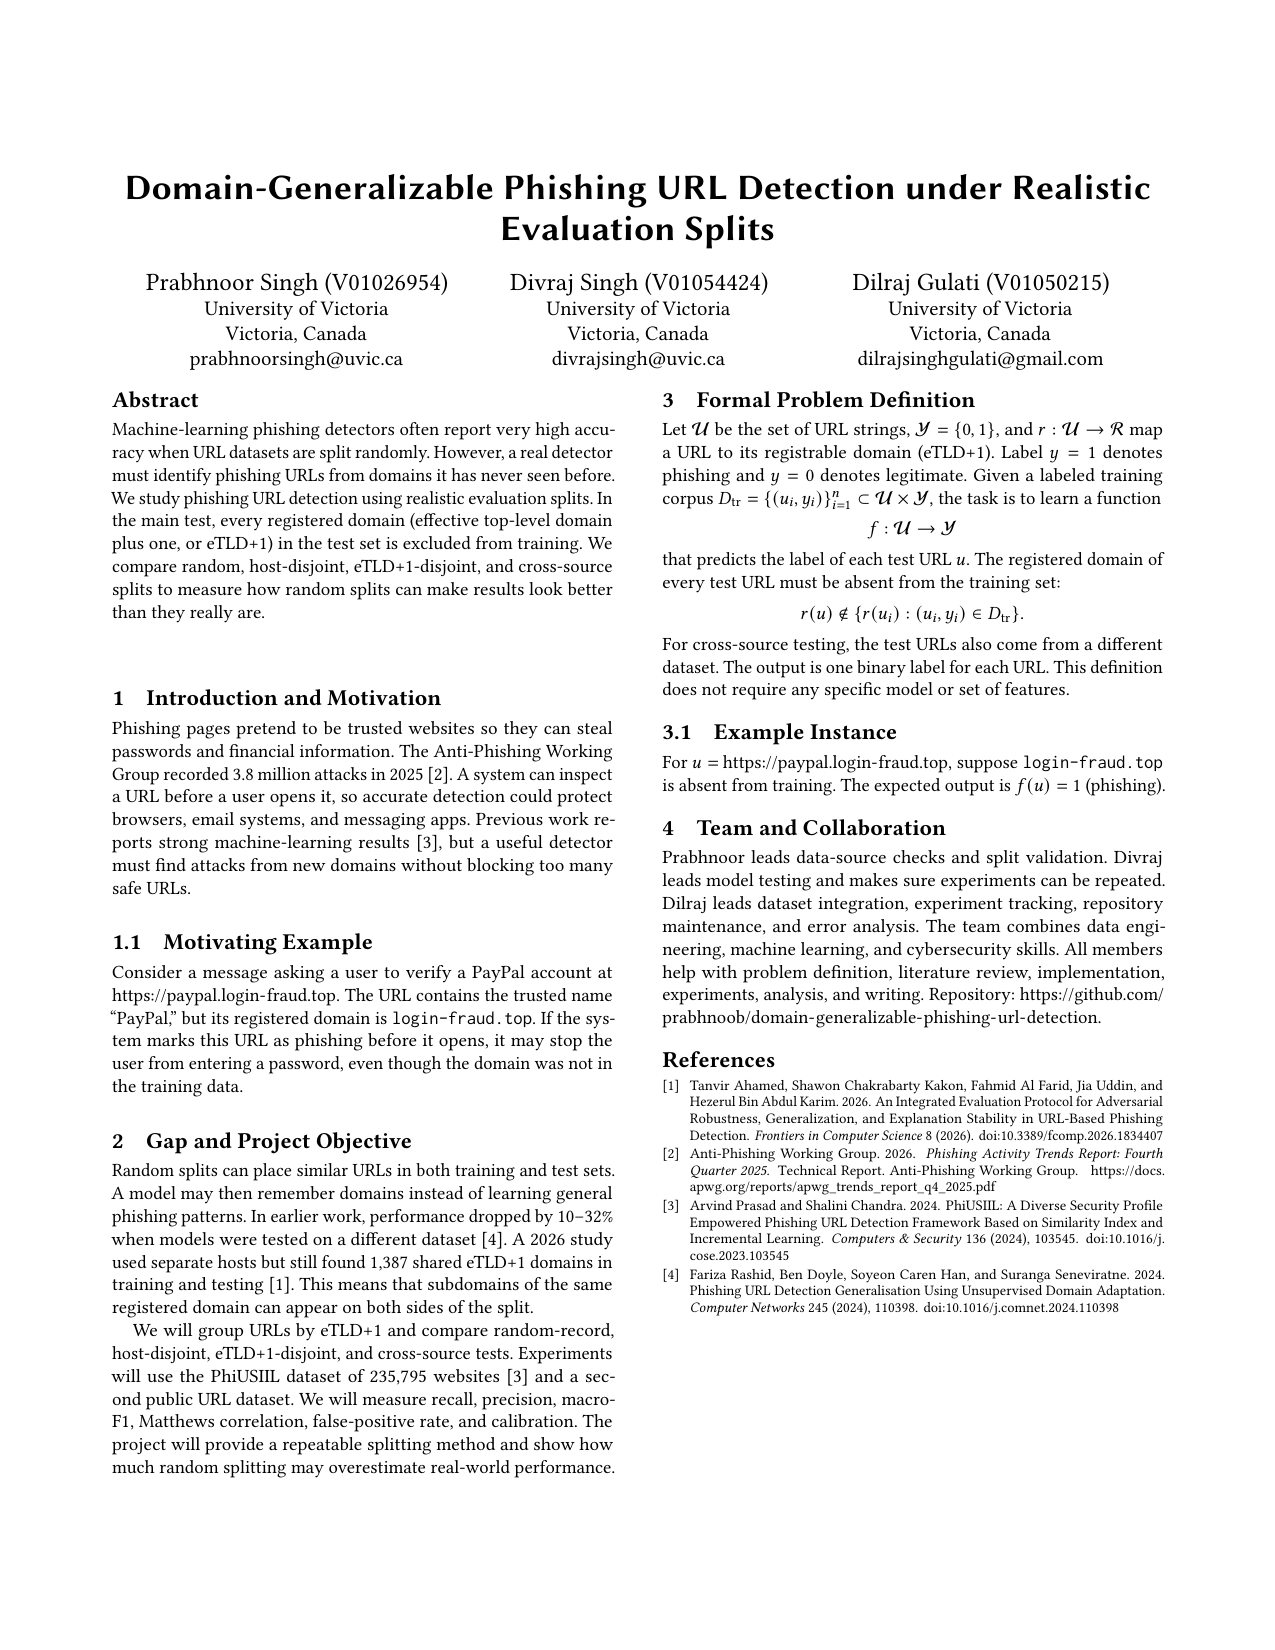 Domain-Generalizable Phishing URL Detection under Realistic
Evaluation Splits
Prabhnoor Singh (V01026954)
University of Victoria
Victoria, Canada
prabhnoorsingh@uvic.ca
Divraj Singh (V01054424)
University of Victoria
Victoria, Canada
divrajsingh@uvic.ca
Dilraj Gulati (V01050215)
University of Victoria
Victoria, Canada
dilrajsinghgulati@gmail.com
Abstract
Machine-learning phishing detectors often report very high accu-
racy when URL datasets are split randomly. However, a real detector
must identify phishing URLs from domains it has never seen before.
We study phishing URL detection using realistic evaluation splits. In
the main test, every registered domain (effective top-level domain
plus one, or eTLD+1) in the test set is excluded from training. We
compare random, host-disjoint, eTLD+1-disjoint, and cross-source
splits to measure how random splits can make results look better
than they really are.
1 Introduction and Motivation
Phishing pages pretend to be trusted websites so they can steal
passwords and financial information. The Anti-Phishing Working
Group recorded 3.8 million attacks in 2025 [2]. A system can inspect
a URL before a user opens it, so accurate detection could protect
browsers, email systems, and messaging apps. Previous work re-
ports strong machine-learning results [3], but a useful detector
must find attacks from new domains without blocking too many
safe URLs.
1.1 Motivating Example
Consider a message asking a user to verify a PayPal account at
https://paypal.login-fraud.top. The URL contains the trusted name
“PayPal,” but its registered domain is login-fraud.top. If the sys-
tem marks this URL as phishing before it opens, it may stop the
user from entering a password, even though the domain was not in
the training data.
2 Gap and Project Objective
Random splits can place similar URLs in both training and test sets.
A model may then remember domains instead of learning general
phishing patterns. In earlier work, performance dropped by 10–32%
when models were tested on a different dataset [4]. A 2026 study
used separate hosts but still found 1,387 shared eTLD+1 domains in
training and testing [1]. This means that subdomains of the same
registered domain can appear on both sides of the split.
We will group URLs by eTLD+1 and compare random-record,
host-disjoint, eTLD+1-disjoint, and cross-source tests. Experiments
will use the PhiUSIIL dataset of 235,795 websites [3] and a sec-
ond public URL dataset. We will measure recall, precision, macro-
F1, Matthews correlation, false-positive rate, and calibration. The
project will provide a repeatable splitting method and show how
much random splitting may overestimate real-world performance.
3 Formal Problem Definition
Let 𝒰 be the set of URL strings, 𝒴 = {0, 1}, and r : 𝒰 → ℛ map
a URL to its registrable domain (eTLD+1). Label y = 1 denotes
phishing and y = 0 denotes legitimate. Given a labeled training
corpus D_tr = {(u_i, y_i)}_{i=1}^n ⊂ 𝒰 × 𝒴, the task is to learn a function
f : 𝒰 → 𝒴
that predicts the label of each test URL u. The registered domain of
every test URL must be absent from the training set:
r(u) ∉ {r(u_i) : (u_i, y_i) ∈ D_tr}.
For cross-source testing, the test URLs also come from a different
dataset. The output is one binary label for each URL. This definition
does not require any specific model or set of features.
3.1 Example Instance
For u = https://paypal.login-fraud.top, suppose login-fraud.top
is absent from training. The expected output is f(u) = 1 (phishing).
4 Team and Collaboration
Prabhnoor leads data-source checks and split validation. Divraj
leads model testing and makes sure experiments can be repeated.
Dilraj leads dataset integration, experiment tracking, repository
maintenance, and error analysis. The team combines data engi-
neering, machine learning, and cybersecurity skills. All members
help with problem definition, literature review, implementation,
experiments, analysis, and writing. Repository: https://github.com/
prabhnoob/domain-generalizable-phishing-url-detection.
References
[1] Tanvir Ahamed, Shawon Chakrabarty Kakon, Fahmid Al Farid, Jia Uddin, and
Hezerul Bin Abdul Karim. 2026. An Integrated Evaluation Protocol for Adversarial
Robustness, Generalization, and Explanation Stability in URL-Based Phishing
Detection. Frontiers in Computer Science 8 (2026). doi:10.3389/fcomp.2026.1834407
[2] Anti-Phishing Working Group. 2026. Phishing Activity Trends Report: Fourth
Quarter 2025. Technical Report. Anti-Phishing Working Group. https://docs.
apwg.org/reports/apwg_trends_report_q4_2025.pdf
[3] Arvind Prasad and Shalini Chandra. 2024. PhiUSIIL: A Diverse Security Profile
Empowered Phishing URL Detection Framework Based on Similarity Index and
Incremental Learning. Computers & Security 136 (2024), 103545. doi:10.1016/j.
cose.2023.103545
[4] Fariza Rashid, Ben Doyle, Soyeon Caren Han, and Suranga Seneviratne. 2024.
Phishing URL Detection Generalisation Using Unsupervised Domain Adaptation.
Computer Networks 245 (2024), 110398. doi:10.1016/j.comnet.2024.110398